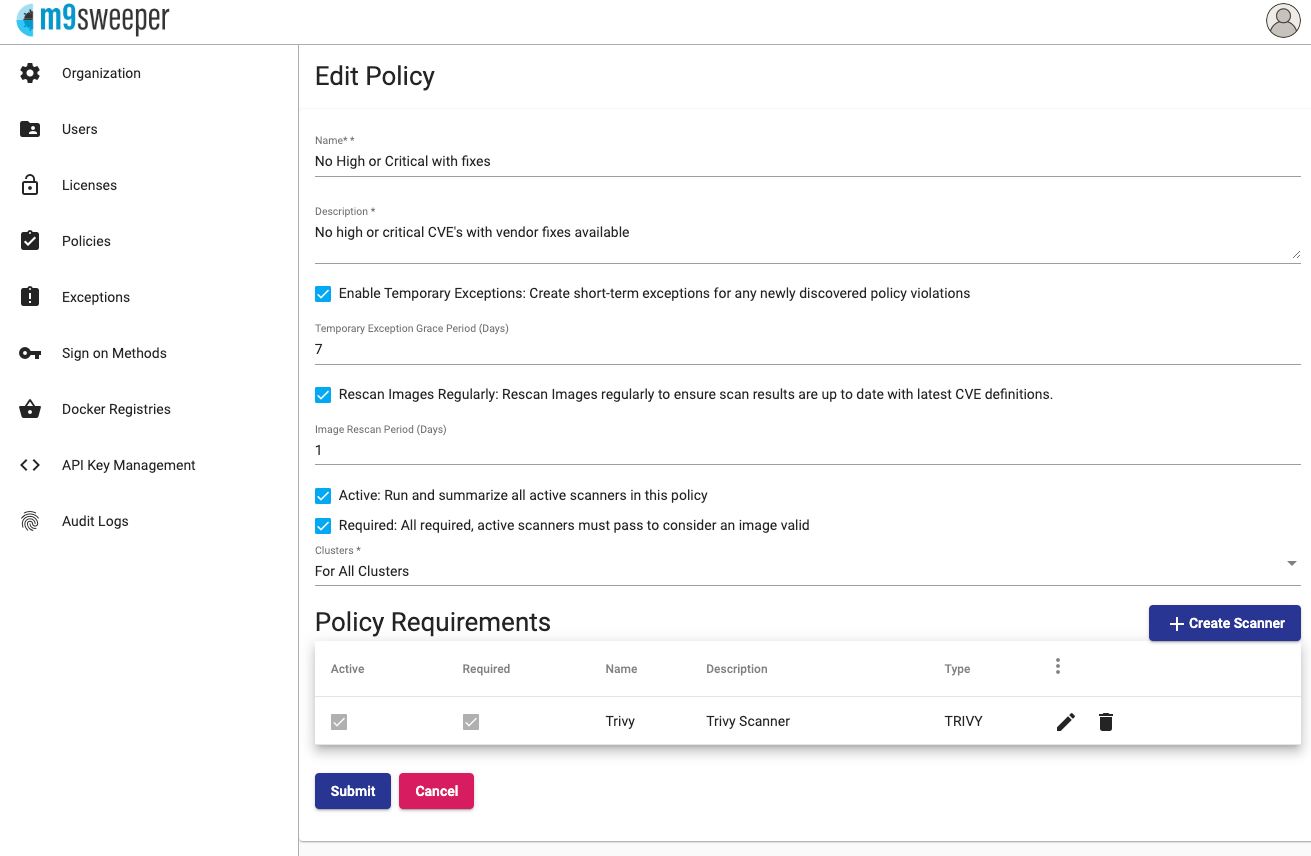 m9sweeper
Organization
Users
Licenses
Policies
Exceptions
Sign on Methods
Docker Registries
API Key Management
Audit Logs
Edit Policy
Name* *
No High or Critical with fixes
Description *
No high or critical CVE's with vendor fixes available
Enable Temporary Exceptions: Create short-term exceptions for any newly discovered policy violations
Temporary Exception Grace Period (Days)
7
Rescan Images Regularly: Rescan Images regularly to ensure scan results are up to date with latest CVE definitions.
Image Rescan Period (Days)
1
Active: Run and summarize all active scanners in this policy
Required: All required, active scanners must pass to consider an image valid
Clusters *
For All Clusters
Policy Requirements
Create Scanner
Active Required Name Description Type
Trivy Trivy Scanner TRIVY
Submit Cancel